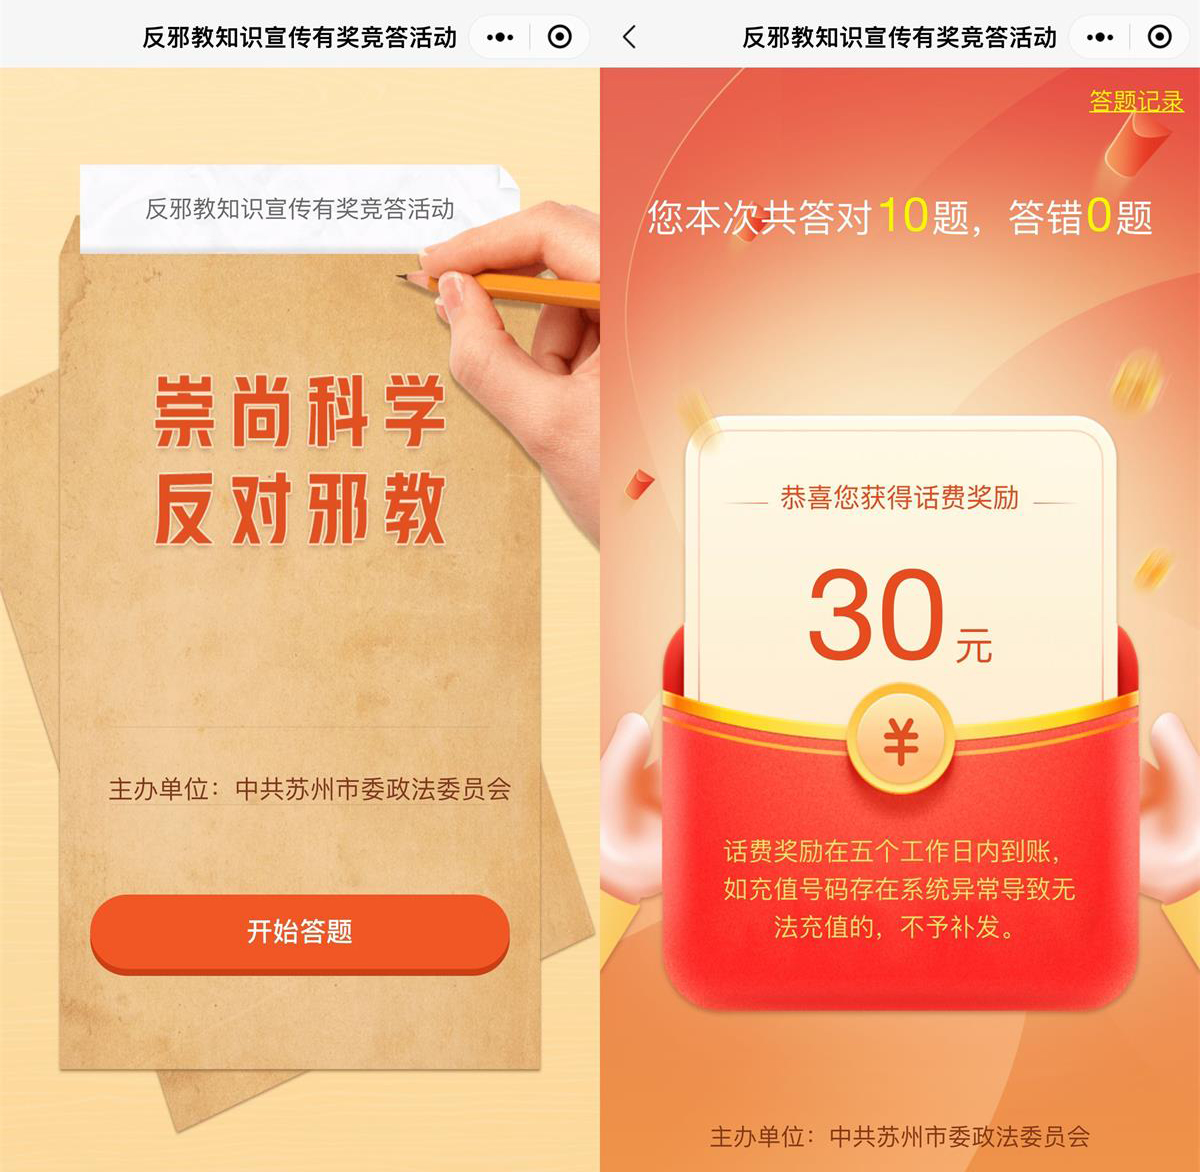 反邪教知识宣传有奖竞答活动
反邪教知识宣传有奖竞答活动
崇尚科学
反对邪教
主办单位：中共苏州市委政法委员会
开始答题
反邪教知识宣传有奖竞答活动
答题记录
您本次共答对10题，答错0题
恭喜您获得话费奖励
30元
¥
话费奖励在五个工作日内到账，
如充值号码存在系统异常导致无
法充值的，不予补发。
主办单位：中共苏州市委政法委员会